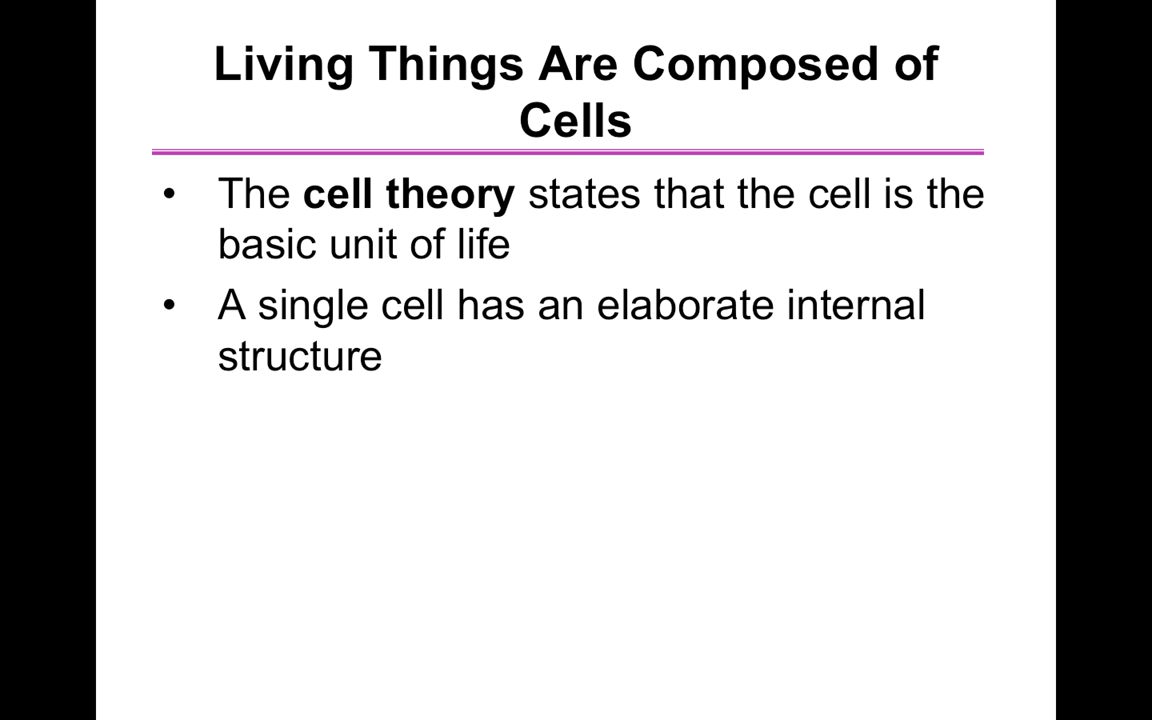 Living Things Are Composed of
Cells
• The cell theory states that the cell is the
basic unit of life
• A single cell has an elaborate internal
structure